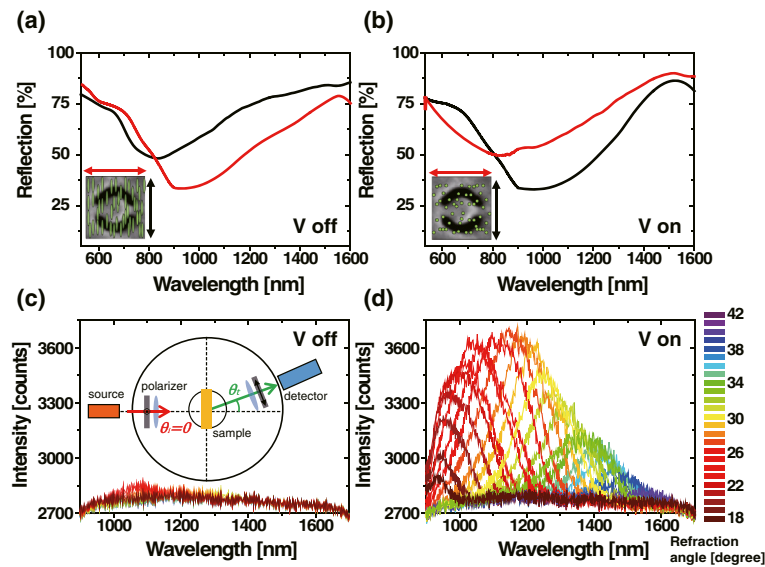 (a)
(b)
100
75
50
25
Reflection [%]
V off
600 800 1000 1200 1400 1600
Wavelength [nm]
100
75
50
25
Reflection [%]
V on
600 800 1000 1200 1400 1600
Wavelength [nm]
(c)
(d)
3600
3300
3000
2700
Intensity [counts]
V off
source
polarizer
θi=0
sample
θt
detector
1000 1200 1400 1600
Wavelength [nm]
3600
3300
3000
2700
Intensity [counts]
V on
1000 1200 1400 1600
Wavelength [nm]
42
38
34
30
26
22
18
Refraction
angle [degree]